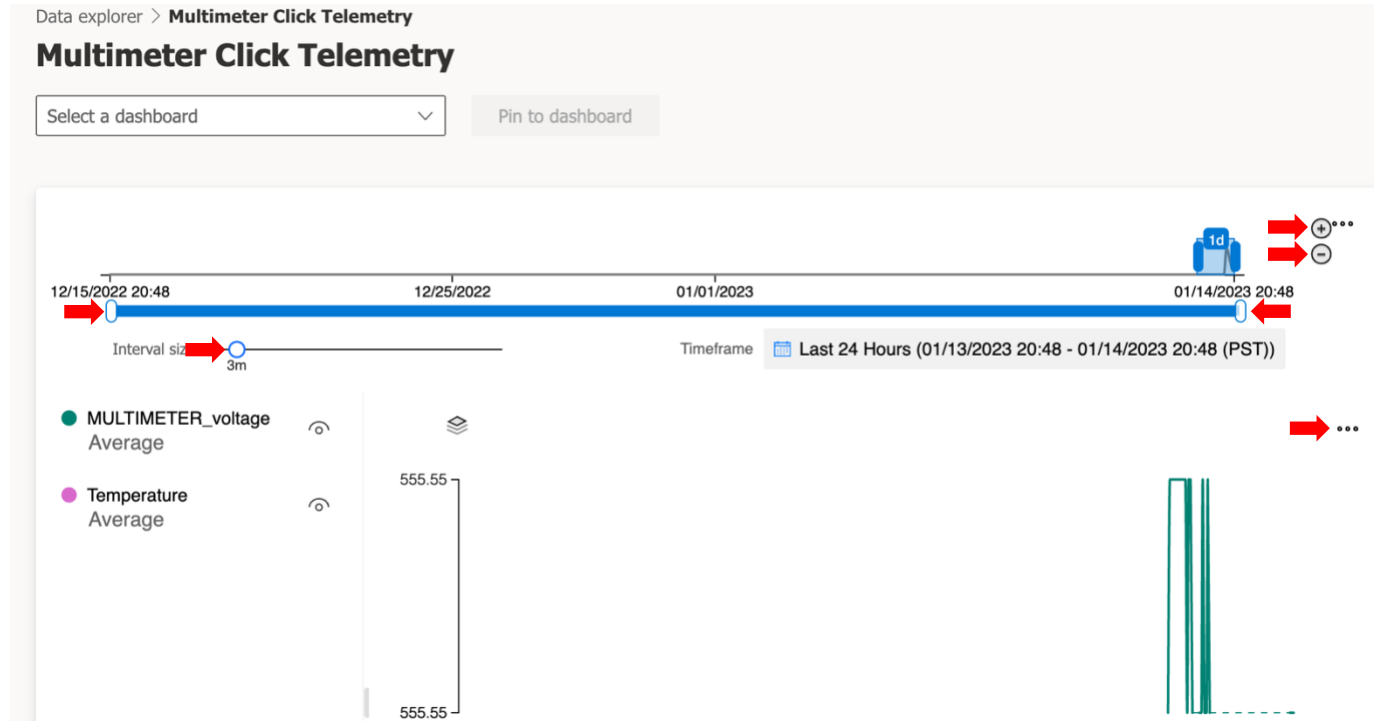 Data explorer > Multimeter Click Telemetry
Multimeter Click Telemetry
Select a dashboard
Pin to dashboard
1d
12/15/2022 20:48
12/25/2022
01/01/2023
01/14/2023 20:48
Interval siz
3m
Timeframe
Last 24 Hours (01/13/2023 20:48 - 01/14/2023 20:48 (PST))
MULTIMETER_voltage
Average
Temperature
Average
555.55
555.55